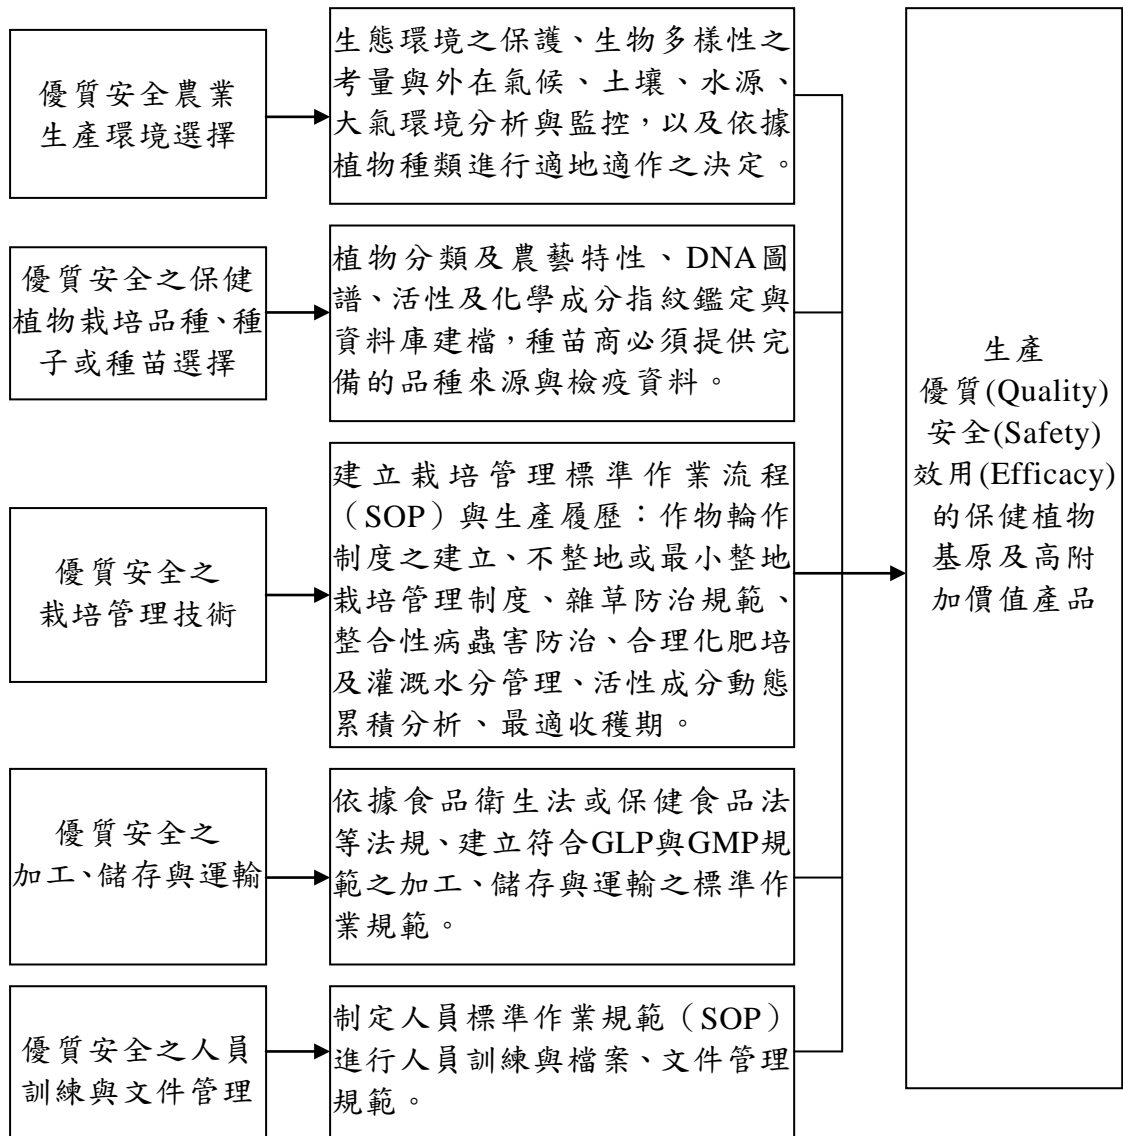 優質安全農業
生產環境選擇
生態環境之保護、生物多樣性之
考量與外在氣候、土壤、水源、
大氣環境分析與監控，以及依據
植物種類進行適地適作之決定。
優質安全之保健
植物栽培品種、種
子或種苗選擇
植物分類及農藝特性、DNA圖
譜、活性及化學成分指紋鑑定與
資料庫建檔，種苗商必須提供完
備的品種來源與檢疫資料。
優質安全之
栽培管理技術
建立栽培管理標準作業流程
（SOP）與生產履歷：作物輪作
制度之建立、不整地或最小整地
栽培管理制度、雜草防治規範、
整合性病蟲害防治、合理化肥培
及灌溉水分管理、活性成分動態
累積分析、最適收穫期。
優質安全之
加工、儲存與運輸
依據食品衛生法或保健食品法
等法規、建立符合GLP與GMP規
範之加工、儲存與運輸之標準作
業規範。
優質安全之人員
訓練與文件管理
制定人員標準作業規範（SOP）
進行人員訓練與檔案、文件管理
規範。
生產
優質(Quality)
安全(Safety)
效用(Efficacy)
的保健植物
基原及高附
加價值產品